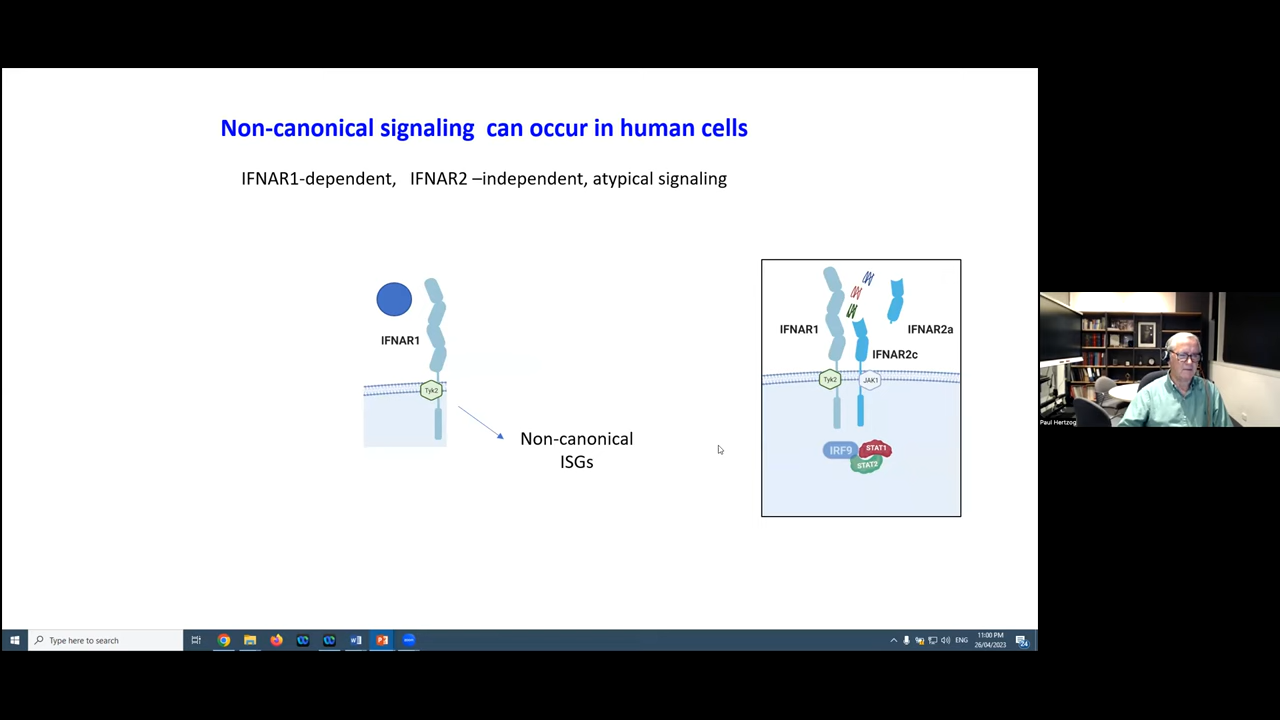 Non-canonical signaling can occur in human cells
IFNAR1-dependent, IFNAR2 –independent, atypical signaling
IFNAR1
Tyk2
Non-canonical
ISGs
IFNAR1
IFNAR2a
IFNAR2c
Tyk2
JAK1
IRF9
STAT1
STAT2
Paul Hertzog
Type here to search
ENG
11:00 PM
26/04/2023
24